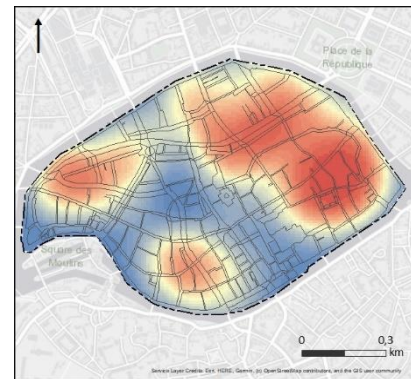 Place de la
République
Square des
Moulins
0 0,3
km
Service Layer Credits: Esri, HERE, Garmin, (c) OpenStreetMap contributors, and the GIS user community